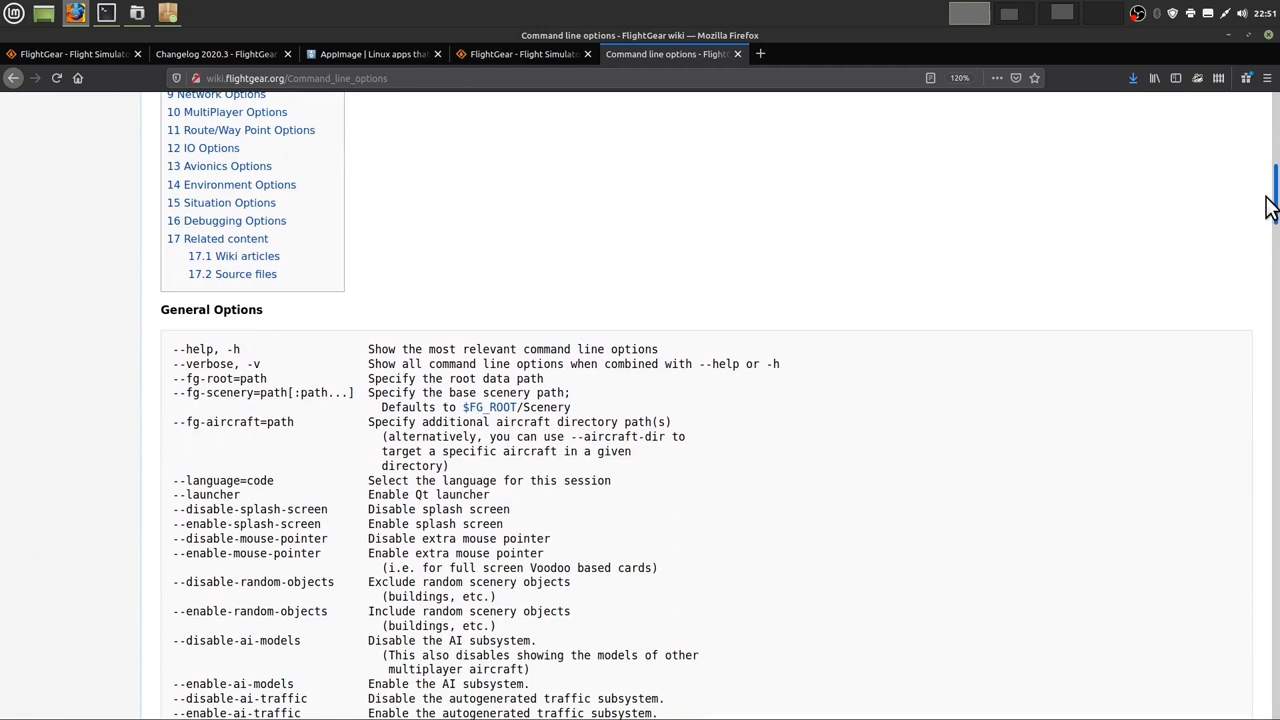 22:51
Command line options - FlightGear wiki — Mozilla Firefox
FlightGear - Flight Simulato
Changelog 2020.3 - FlightGear
AppImage | Linux apps that
FlightGear - Flight Simulato
Command line options - FlightG
wiki.flightgear.org/Command_line_options
120%
9 Network Options
10 MultiPlayer Options
11 Route/Way Point Options
12 IO Options
13 Avionics Options
14 Environment Options
15 Situation Options
16 Debugging Options
17 Related content
17.1 Wiki articles
17.2 Source files
General Options
--help, -h Show the most relevant command line options
--verbose, -v Show all command line options when combined with --help or -h
--fg-root=path Specify the root data path
--fg-scenery=path[:path...] Specify the base scenery path;
Defaults to $FG_ROOT/Scenery
--fg-aircraft=path Specify additional aircraft directory path(s)
(alternatively, you can use --aircraft-dir to
target a specific aircraft in a given
directory)
--language=code Select the language for this session
--launcher Enable Qt launcher
--disable-splash-screen Disable splash screen
--enable-splash-screen Enable splash screen
--disable-mouse-pointer Disable extra mouse pointer
--enable-mouse-pointer Enable extra mouse pointer
(i.e. for full screen Voodoo based cards)
--disable-random-objects Exclude random scenery objects
(buildings, etc.)
--enable-random-objects Include random scenery objects
(buildings, etc.)
--disable-ai-models Disable the AI subsystem.
(This also disables showing the models of other
multiplayer aircraft)
--enable-ai-models Enable the AI subsystem.
--disable-ai-traffic Disable the autogenerated traffic subsystem.
--enable-ai-traffic Enable the autogenerated traffic subsystem.